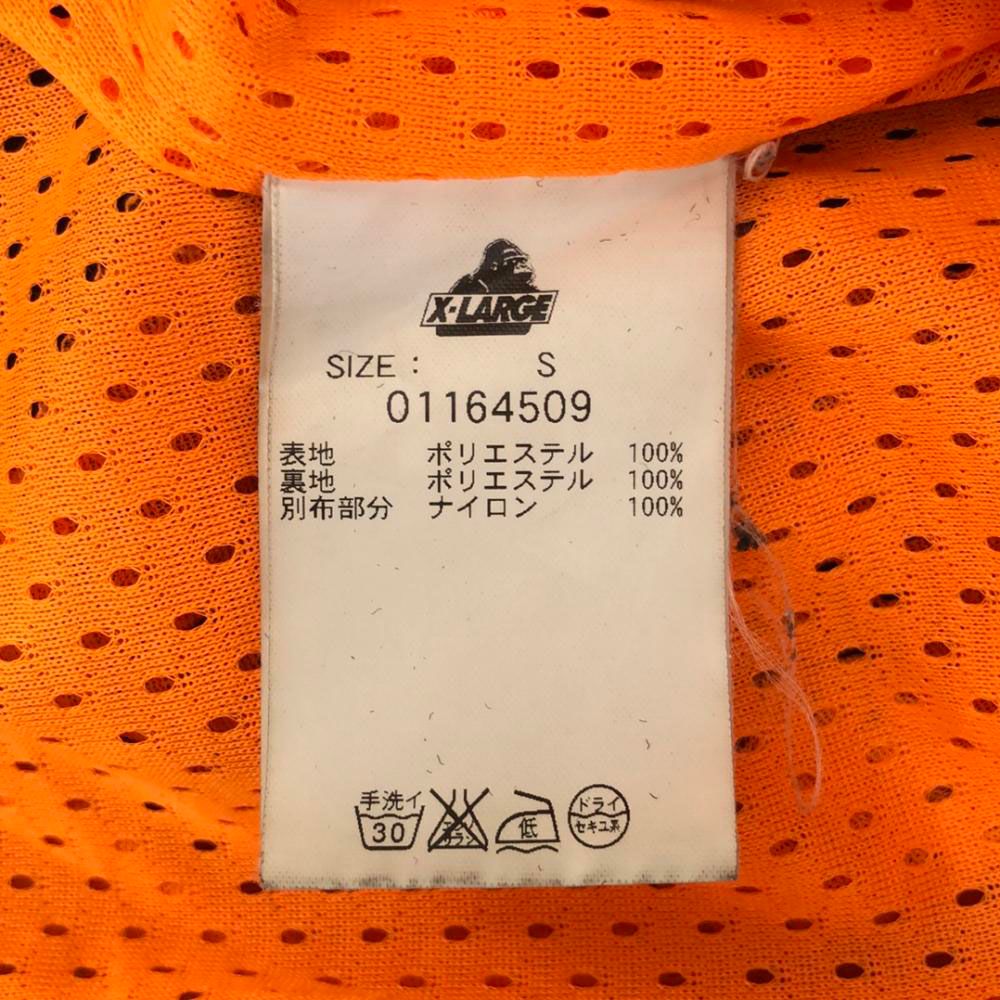 X-LARGE
SIZE : S
01164509
表地 ポリエステル 100%
裏地 ポリエステル 100%
別布部分 ナイロン 100%
手洗イ
30
低
ドライ
セキユ系